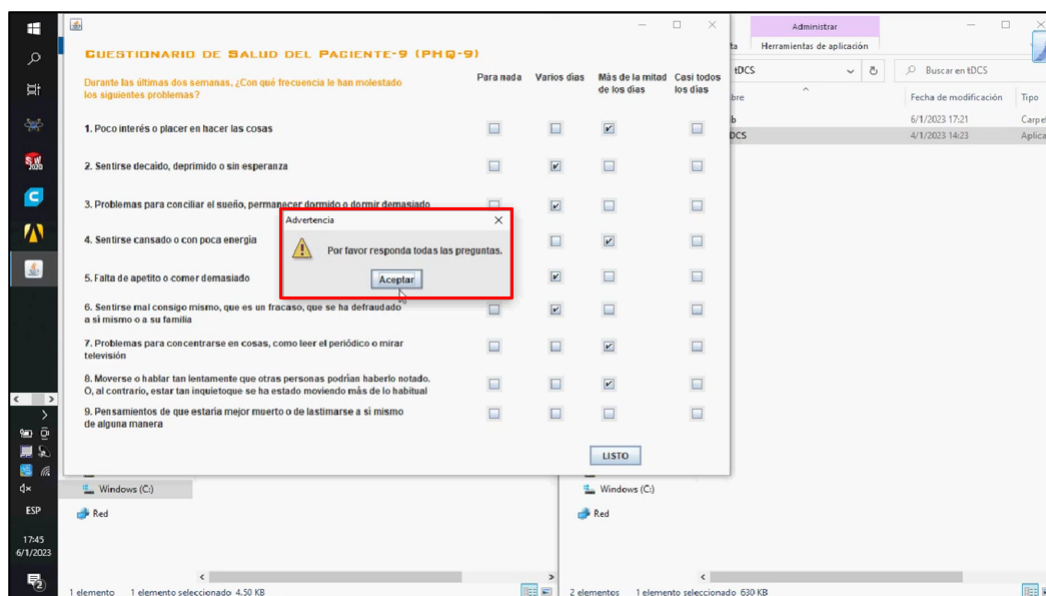 CUESTIONARIO DE SALUD DEL PACIENTE-9 (PHQ-9)
Durante las últimas dos semanas, ¿Con qué frecuencia le han molestado
los siguientes problemas?
Para nada
Varios días
Más de la mitad
de los días
Casi todos
los días
1. Poco interés o placer en hacer las cosas
2. Sentirse decaído, deprimido o sin esperanza
3. Problemas para conciliar el sueño, permanecer dormido o dormir demasiado
4. Sentirse cansado o con poca energía
5. Falta de apetito o comer demasiado
6. Sentirse mal consigo mismo, que es un fracaso, que se ha defraudado
a sí mismo o a su familia
7. Problemas para concentrarse en cosas, como leer el periódico o mirar
televisión
8. Moverse o hablar tan lentamente que otras personas podrían haberlo notado.
O, al contrario, estar tan inquietoque se ha estado moviendo más de lo habitual
9. Pensamientos de que estaría mejor muerto o de lastimarse a si mismo
de alguna manera
LISTO
Advertencia
Por favor responda todas las preguntas.
Aceptar
Administrar
Herramientas de aplicación
tDCS
Buscar en tDCS
Fecha de modificación
Tipo
6/1/2023 17:21
4/1/2023 14:23
Windows (C:)
Red
Windows (C:)
Red
ESP
17:45
6/1/2023
1 elemento
1 elemento seleccionado 4,50 KB
2 elementos
1 elemento seleccionado 630 KB